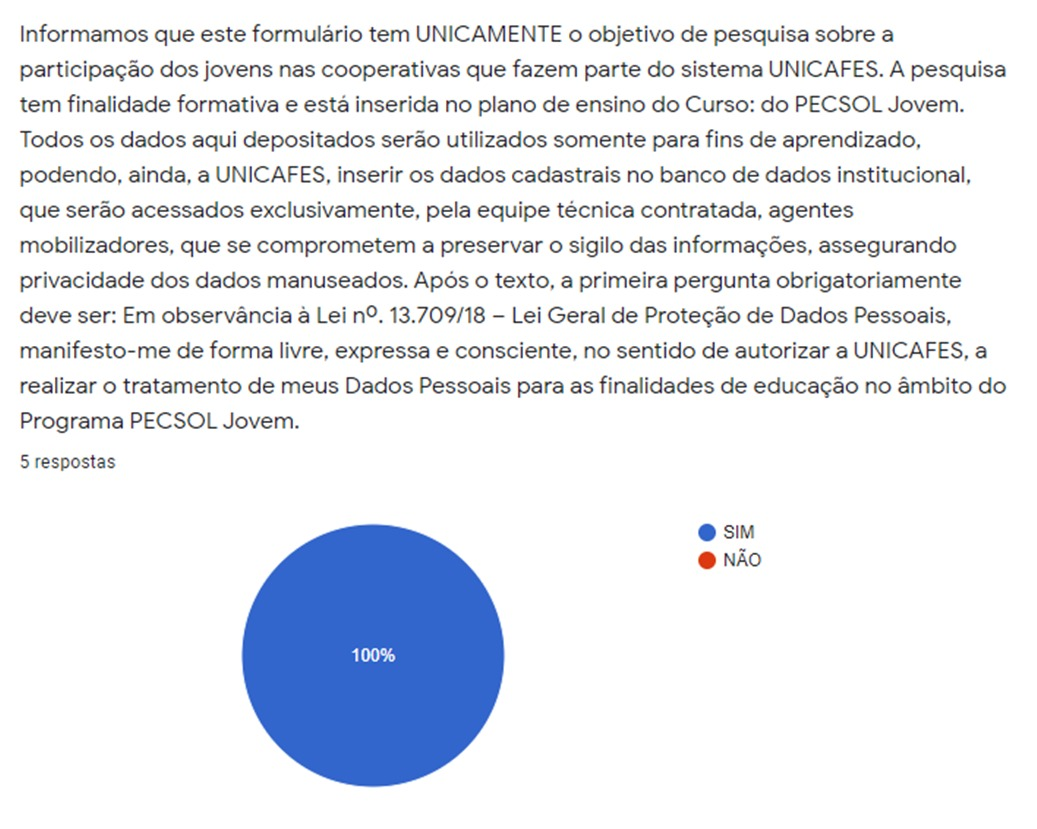 Informamos que este formulário tem UNICAMENTE o objetivo de pesquisa sobre a
participação dos jovens nas cooperativas que fazem parte do sistema UNICAFES. A pesquisa
tem finalidade formativa e está inserida no plano de ensino do Curso: do PECSOL Jovem.
Todos os dados aqui depositados serão utilizados somente para fins de aprendizado,
podendo, ainda, a UNICAFES, inserir os dados cadastrais no banco de dados institucional,
que serão acessados exclusivamente, pela equipe técnica contratada, agentes
mobilizadores, que se comprometem a preservar o sigilo das informações, assegurando
privacidade dos dados manuseados. Após o texto, a primeira pergunta obrigatoriamente
deve ser: Em observância à Lei nº. 13.709/18 – Lei Geral de Proteção de Dados Pessoais,
manifesto-me de forma livre, expressa e consciente, no sentido de autorizar a UNICAFES, a
realizar o tratamento de meus Dados Pessoais para as finalidades de educação no âmbito do
Programa PECSOL Jovem.
5 respostas
SIM
NÃO
100%